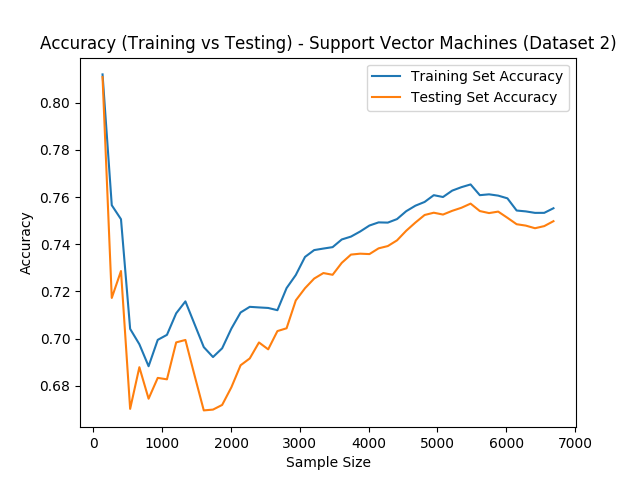 Accuracy (Training vs Testing) - Support Vector Machines (Dataset 2)
Training Set Accuracy
Testing Set Accuracy
0.80
0.78
0.76
0.74
0.72
0.70
0.68
Accuracy
0 1000 2000 3000 4000 5000 6000 7000
Sample Size